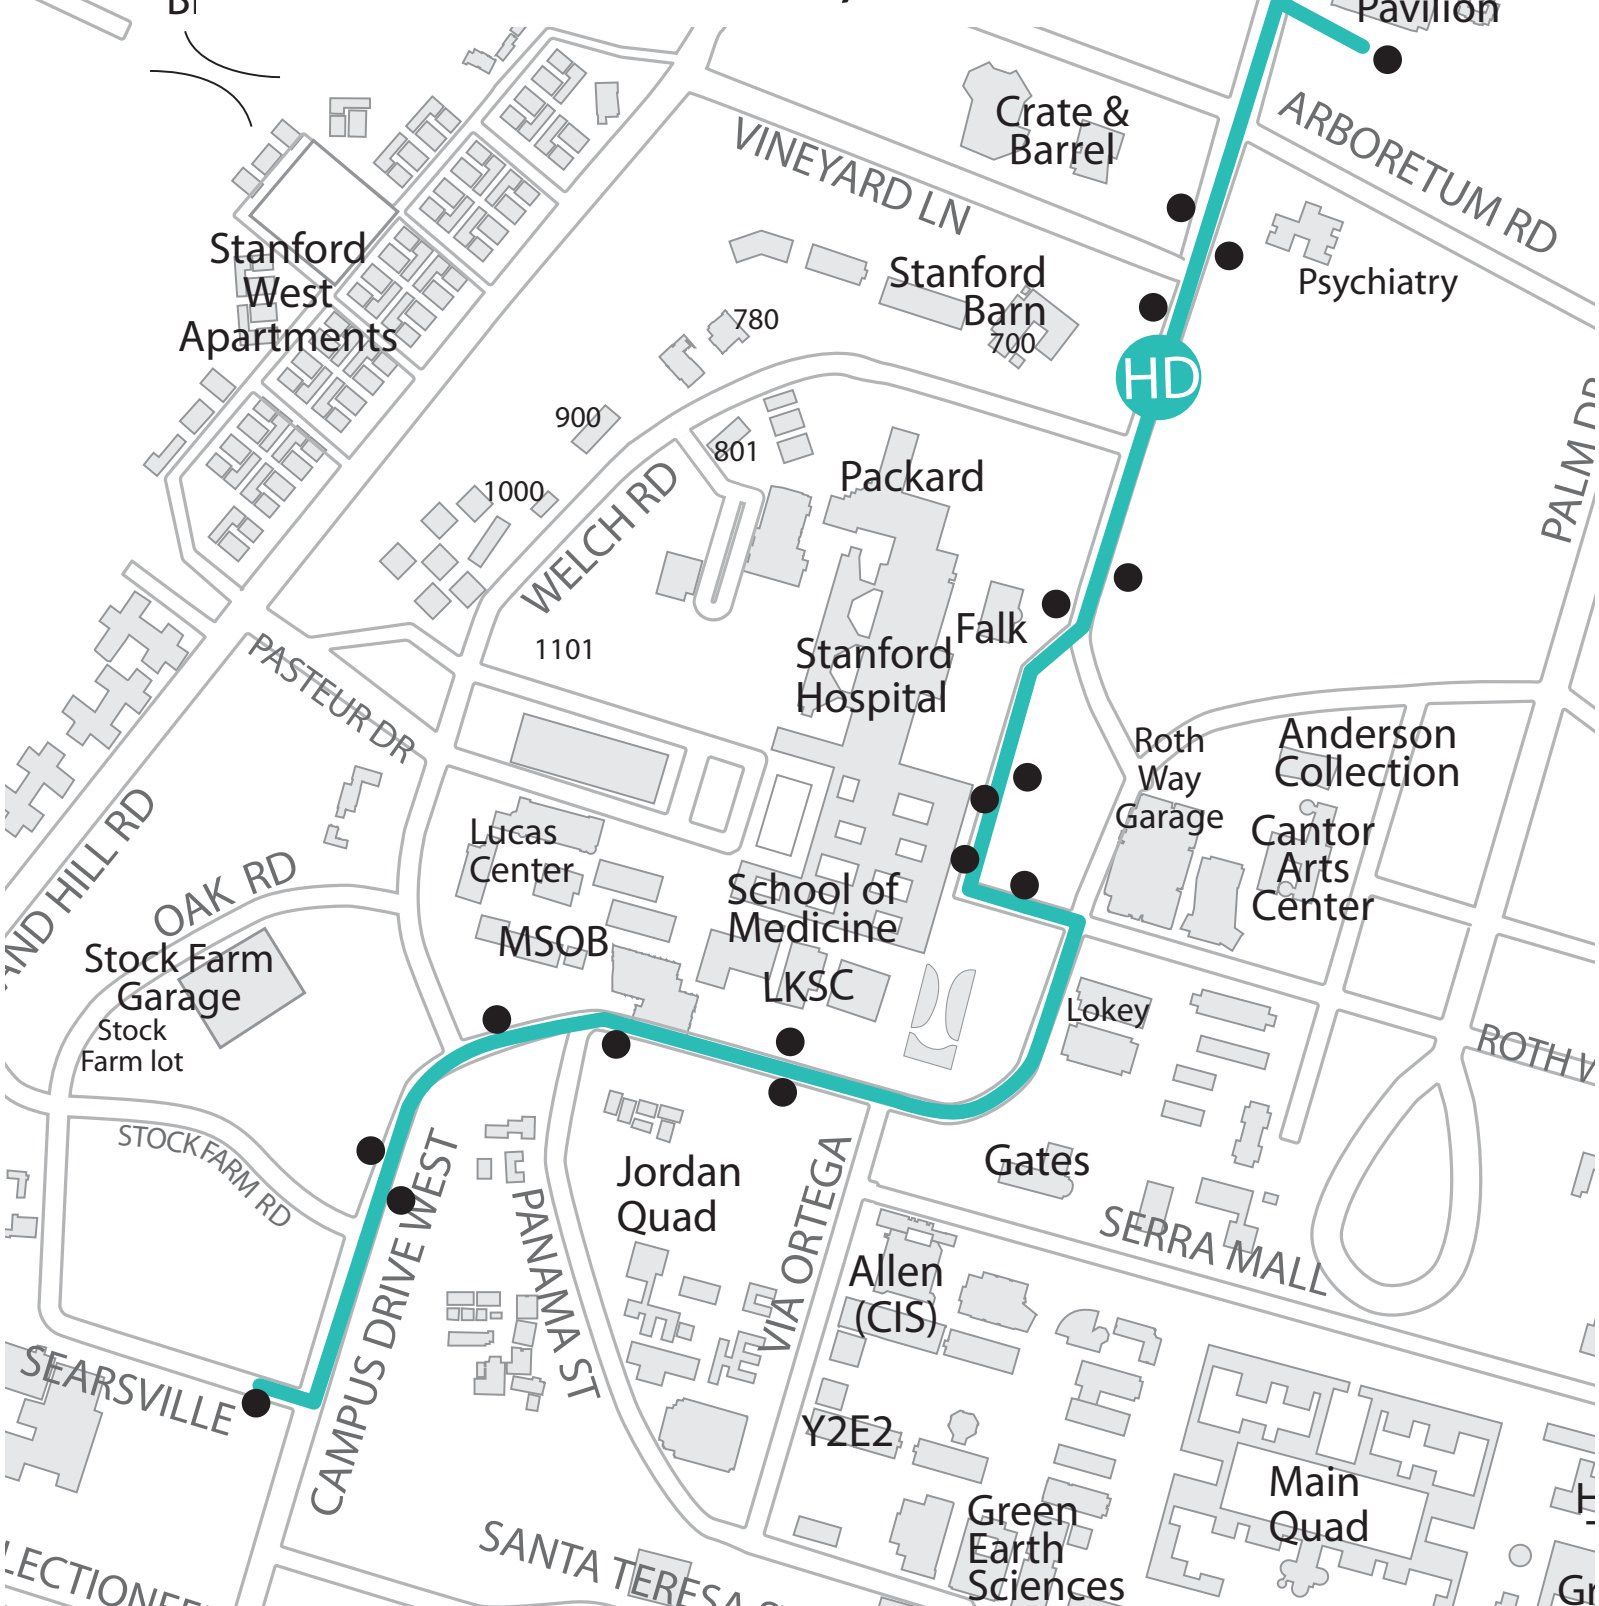 Pavilion
Crate &
Barrel
ARBORETUM RD
VINEYARD LN
Stanford
West
Apartments
Stanford
Barn
700
Psychiatry
780
HD
PALM DR
900
801
1000
WELCH RD
Packard
1101
Falk
Stanford
Hospital
PASTEUR DR
Roth
Way
Garage
Anderson
Collection
Cantor
Arts
Center
AND HILL RD
OAK RD
Lucas
Center
School of
Medicine
MSOB
LKSC
Stock Farm
Garage
Stock
Farm lot
Lokey
ROTH
STOCK FARM RD
CAMPUS DRIVE WEST
PANAMA ST
Jordan
Quad
VIA ORTEGA
Gates
SERRA MALL
Allen
(CIS)
SEARSVILLE
Y2E2
Main
Quad
Green
Earth
Sciences
SANTA TERESA